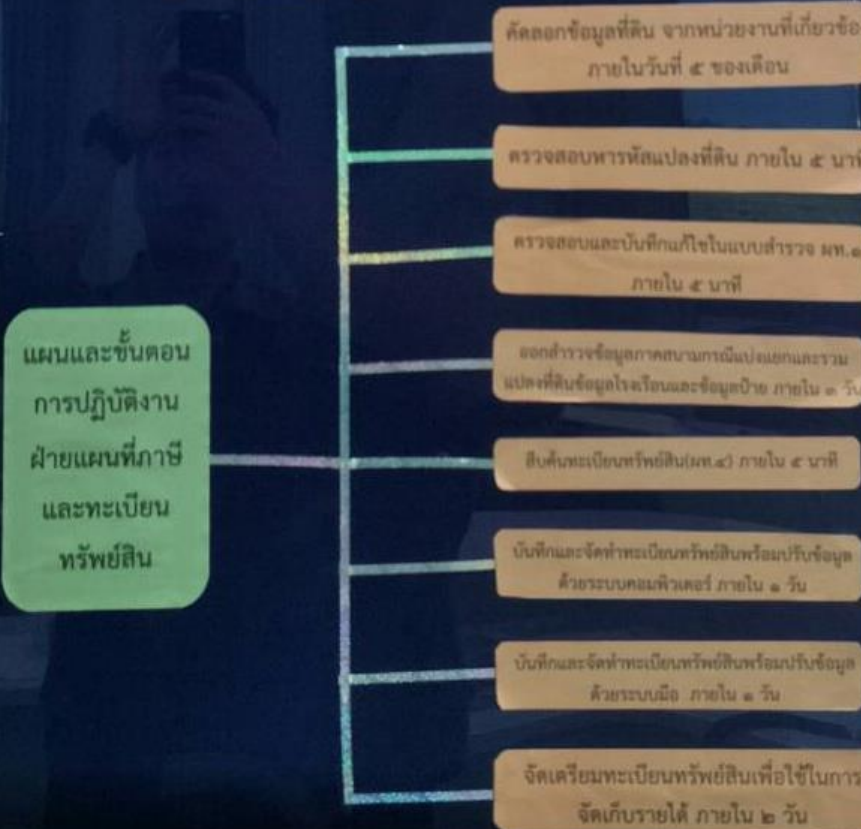 แผนและขั้นตอน
การปฏิบัติงาน
ฝ่ายแผนที่ภาษี
และทะเบียน
ทรัพย์สิน
คัดลอกข้อมูลที่ดิน จากหน่วยงานที่เกี่ยวข้อ
ภายในวันที่ ๕ ของเดือน
ตรวจสอบหารหัสแปลงที่ดิน ภายใน ๕ นาที
ตรวจสอบและบันทึกแก้ไขในแบบสำรวจ ผท.๑
ภายใน ๕ นาที
ออกสำรวจข้อมูลภาคสนามกรณีแบ่งแยกและรวม
แปลงที่ดินข้อมูลโรงเรือนและข้อมูลป้าย ภายใน ๓ วัน
สืบค้นทะเบียนทรัพย์สิน(ผท.๔) ภายใน ๕ นาที
บันทึกและจัดทำทะเบียนทรัพย์สินพร้อมปรับข้อมูล
ด้วยระบบคอมพิวเตอร์ ภายใน ๑ วัน
บันทึกและจัดทำทะเบียนทรัพย์สินพร้อมปรับข้อมูล
ด้วยระบบมือ ภายใน ๑ วัน
จัดเตรียมทะเบียนทรัพย์สินเพื่อใช้ในการ
จัดเก็บรายได้ ภายใน ๒ วัน